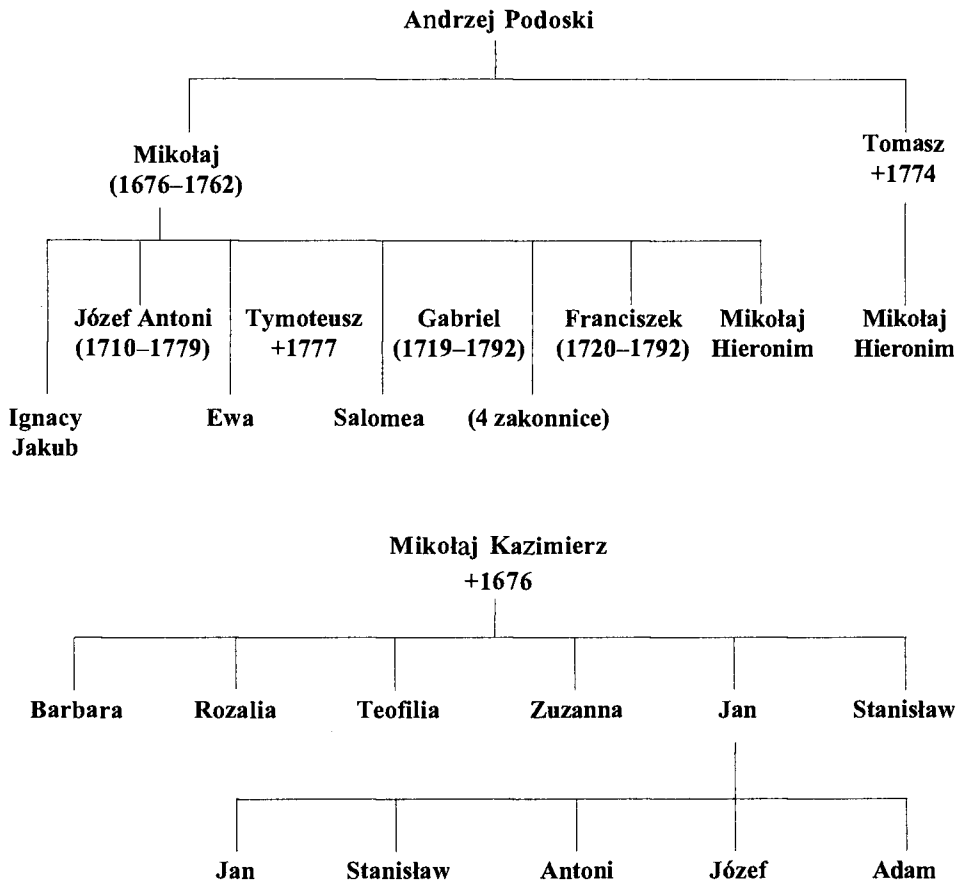 Andrzej Podoski
Mikołaj
(1676–1762)
Tomasz
+1774
Józef Antoni
(1710–1779)
Tymoteusz
+1777
Gabriel
(1719–1792)
Franciszek
(1720–1792)
Mikołaj
Hieronim
Mikołaj
Hieronim
Ignacy
Jakub
Ewa
Salomea
(4 zakonnice)
Mikołaj Kazimierz
+1676
Barbara
Rozalia
Teofilia
Zuzanna
Jan
Stanisław
Jan
Stanisław
Antoni
Józef
Adam